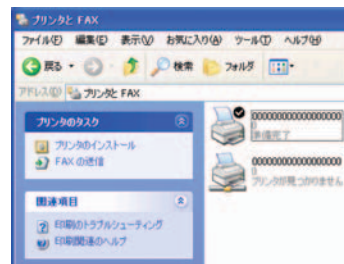 プリンタと FAX
ファイル(F) 編集(E) 表示(V) お気に入り(A) ツール(T) ヘルプ(H)
戻る 検索 フォルダ
アドレス(D) プリンタと FAX
プリンタのタスク
プリンタのインストール
FAX の送信
関連項目
印刷のトラブルシューティング
印刷関連のヘルプ
0000000000000000
0
準備完了
0000000000000000
0
プリンタが見つかりません